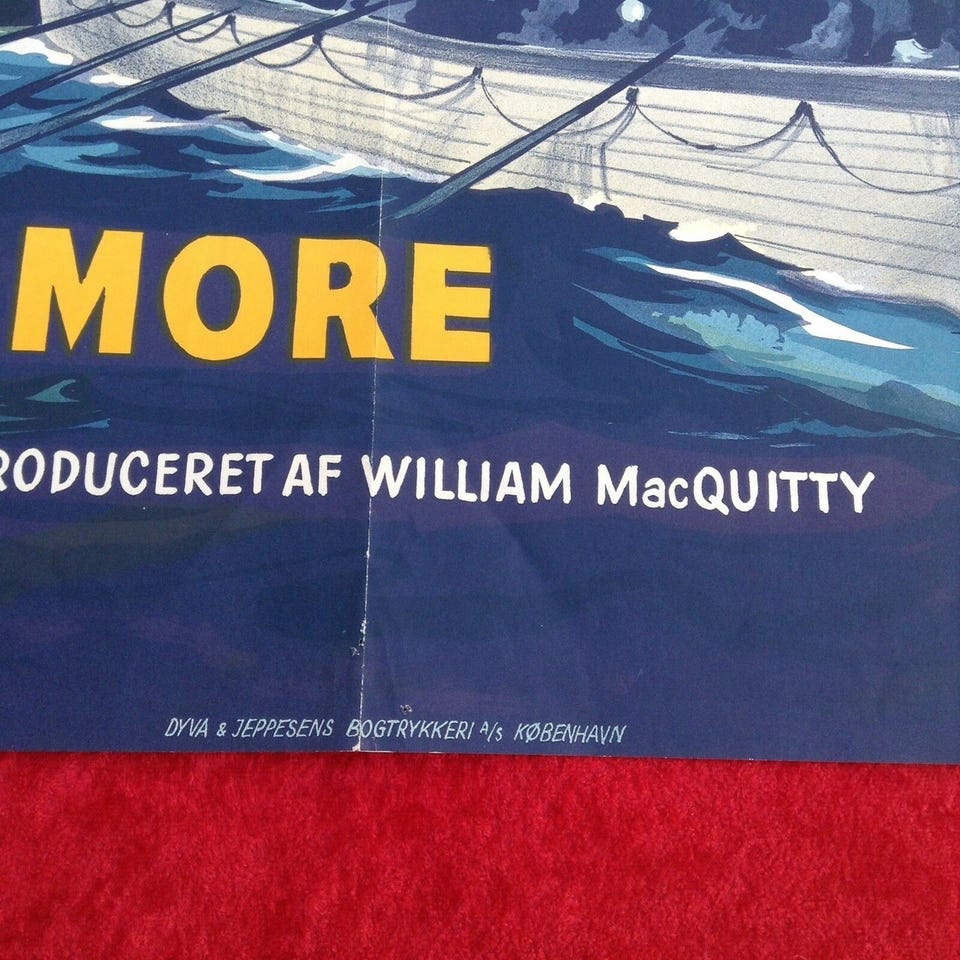 MORE
RODUCERET AF WILLIAM MacQUITTY
DYVA & JEPPESENS BOGTRYKKERI A/S KØBENHAVN